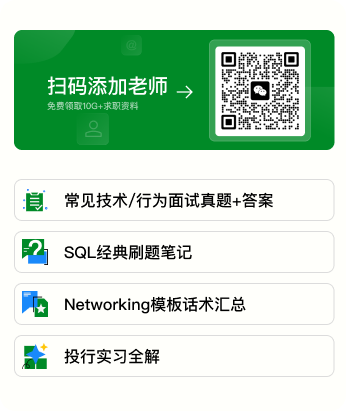 扫码添加老师
免费领取10G+求职资料
常见技术/行为面试真题+答案
SQL经典刷题笔记
Networking模板话术汇总
投行实习全解